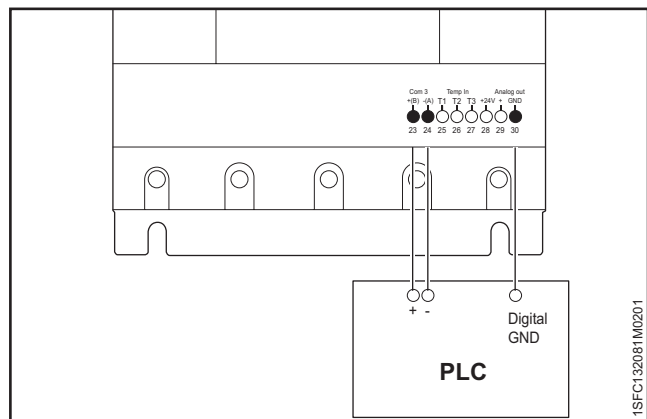 Com 3 Temp In Analog out
+(B) -(A) T1 T2 T3 +24V + GND
23 24 25 26 27 28 29 30
+ - Digital
GND
PLC
1SFC132081M0201